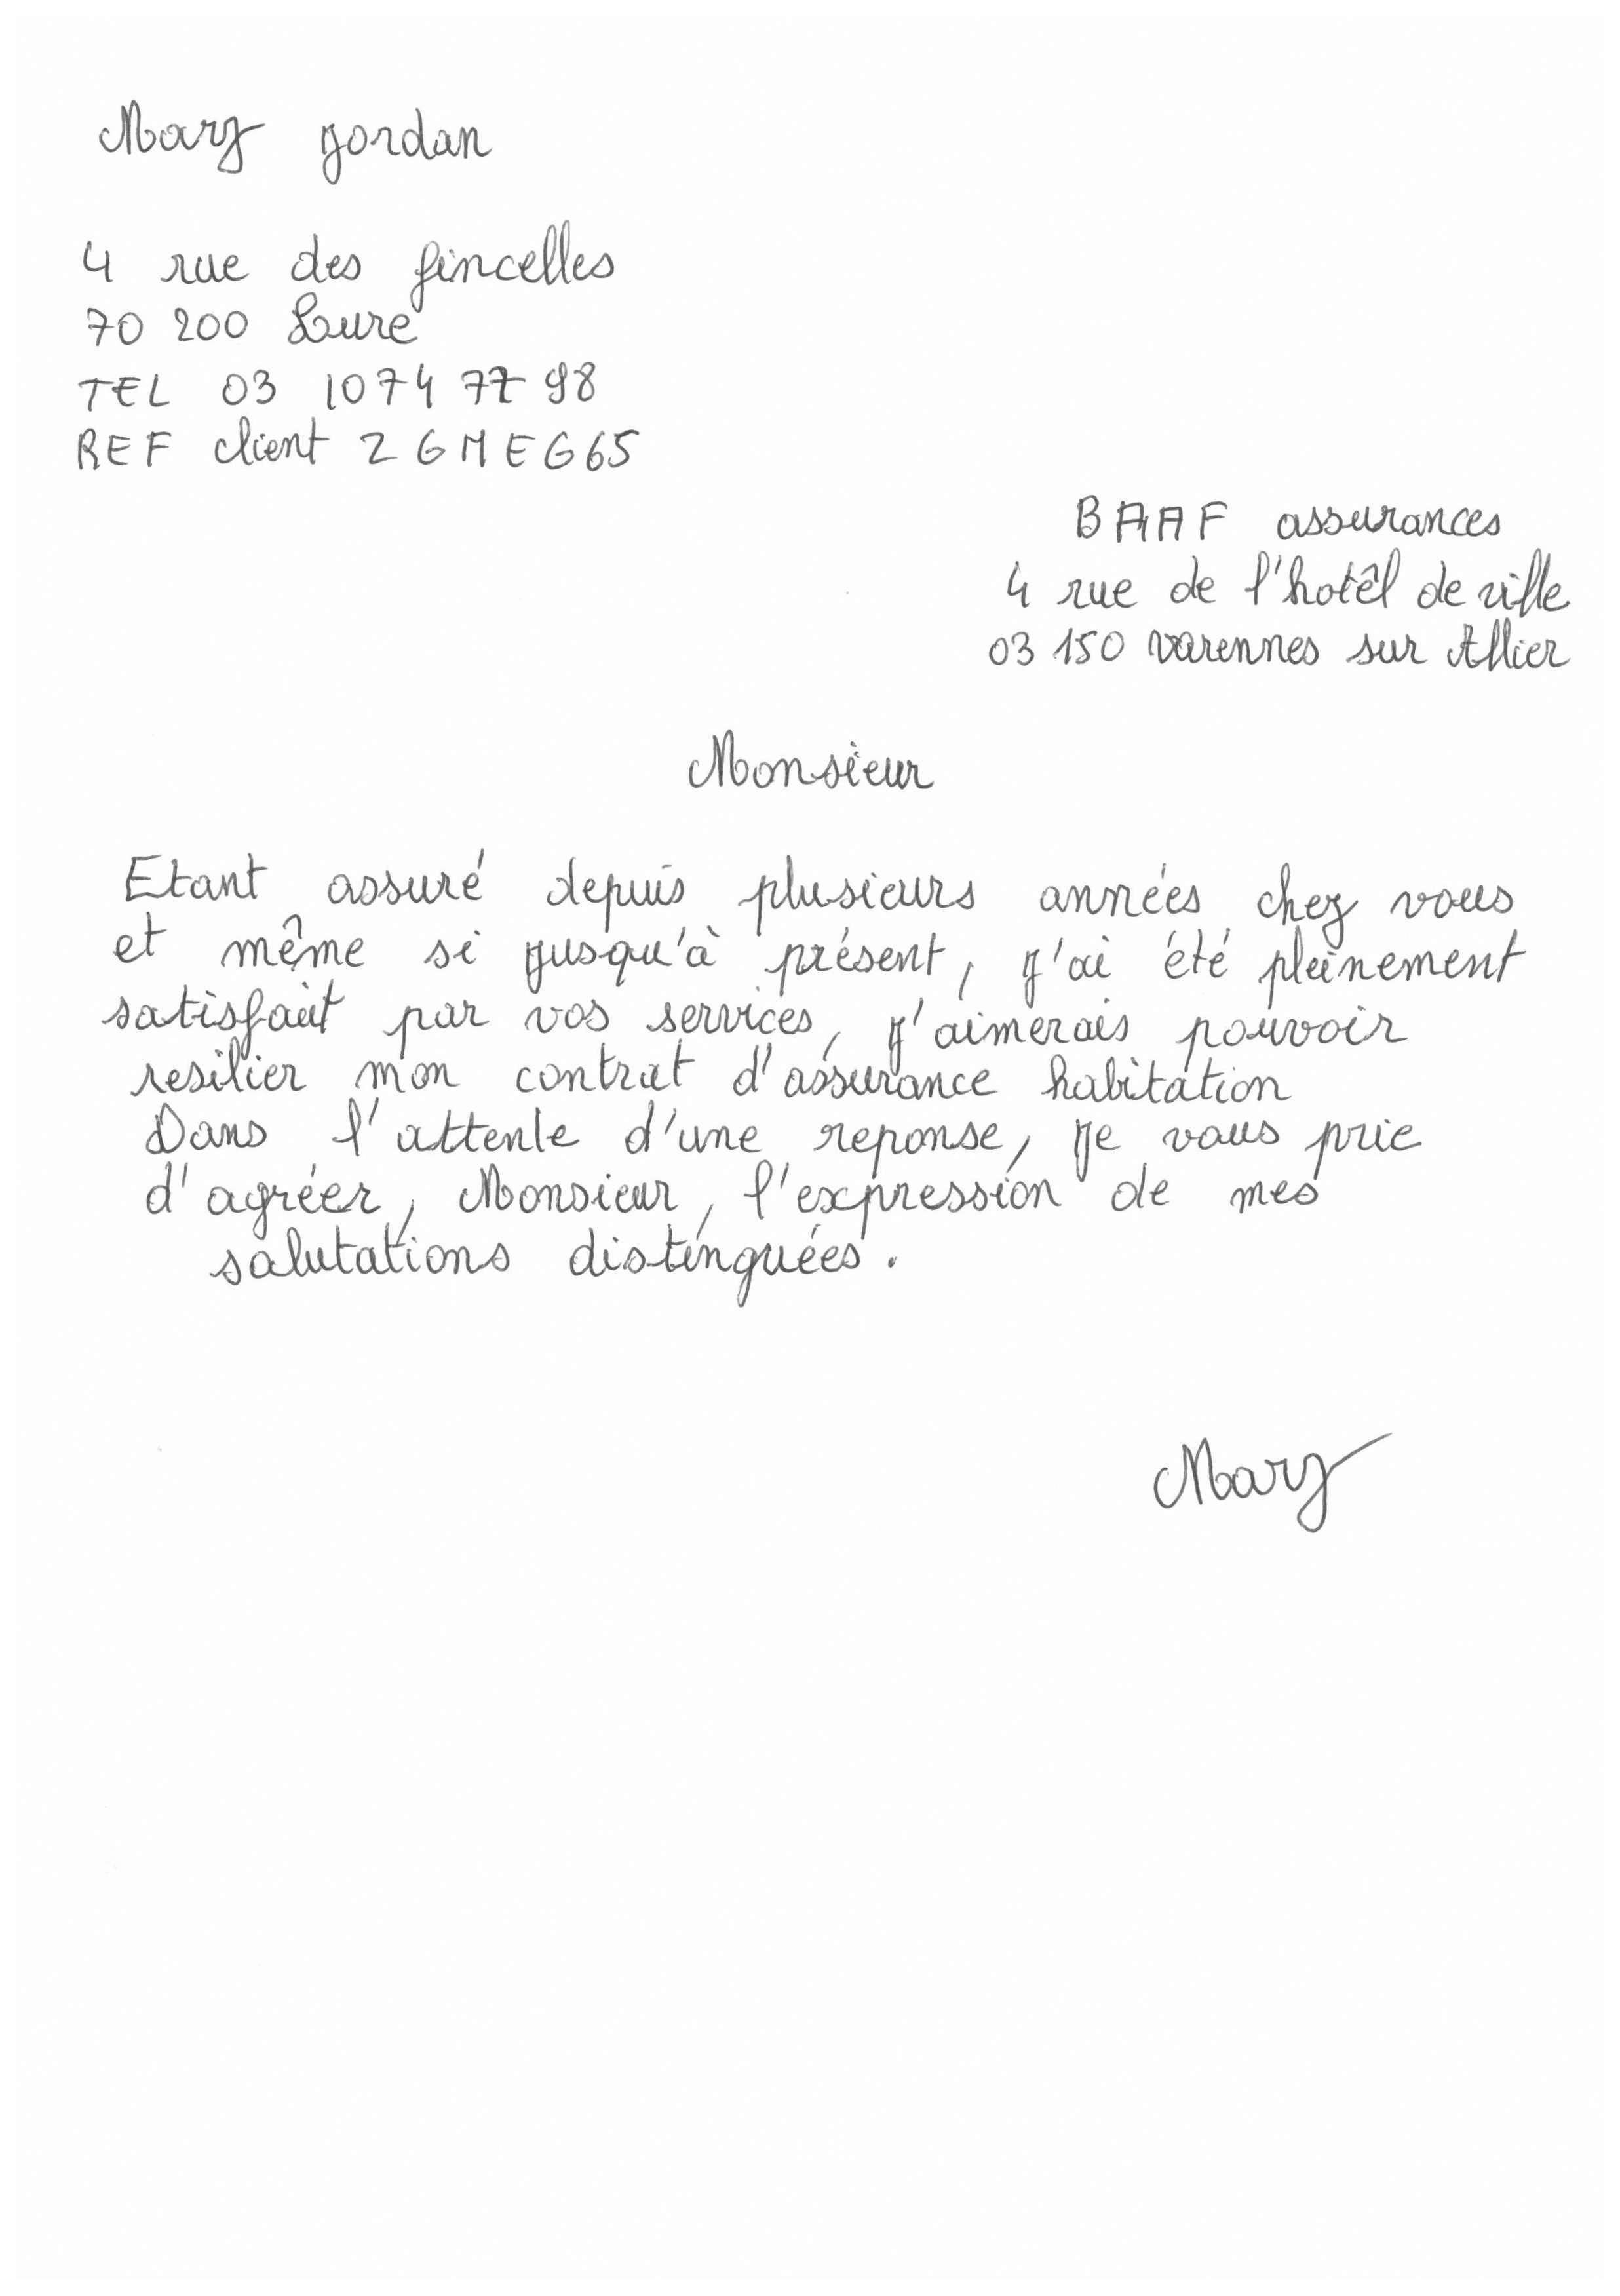 Mary Jordan
4 rue des fincelles
70 200 Lure
TEL 03 10 74 77 98
REF client ZGMEG65
BAAF assurances
4 rue de l'hotêl de ville
03 150 varennes sur Allier
Monsieur
Etant assuré depuis plusieurs années chez vous
et même si jusqu'à présent, j'ai été pleinement
satisfait par vos services, j'aimerais pouvoir
resilier mon contrat d'assurance habitation
Dans l'attente d'une reponse, je vous prie
d'agréer, Monsieur, l'expression de mes
salutations distinguées.
Mary